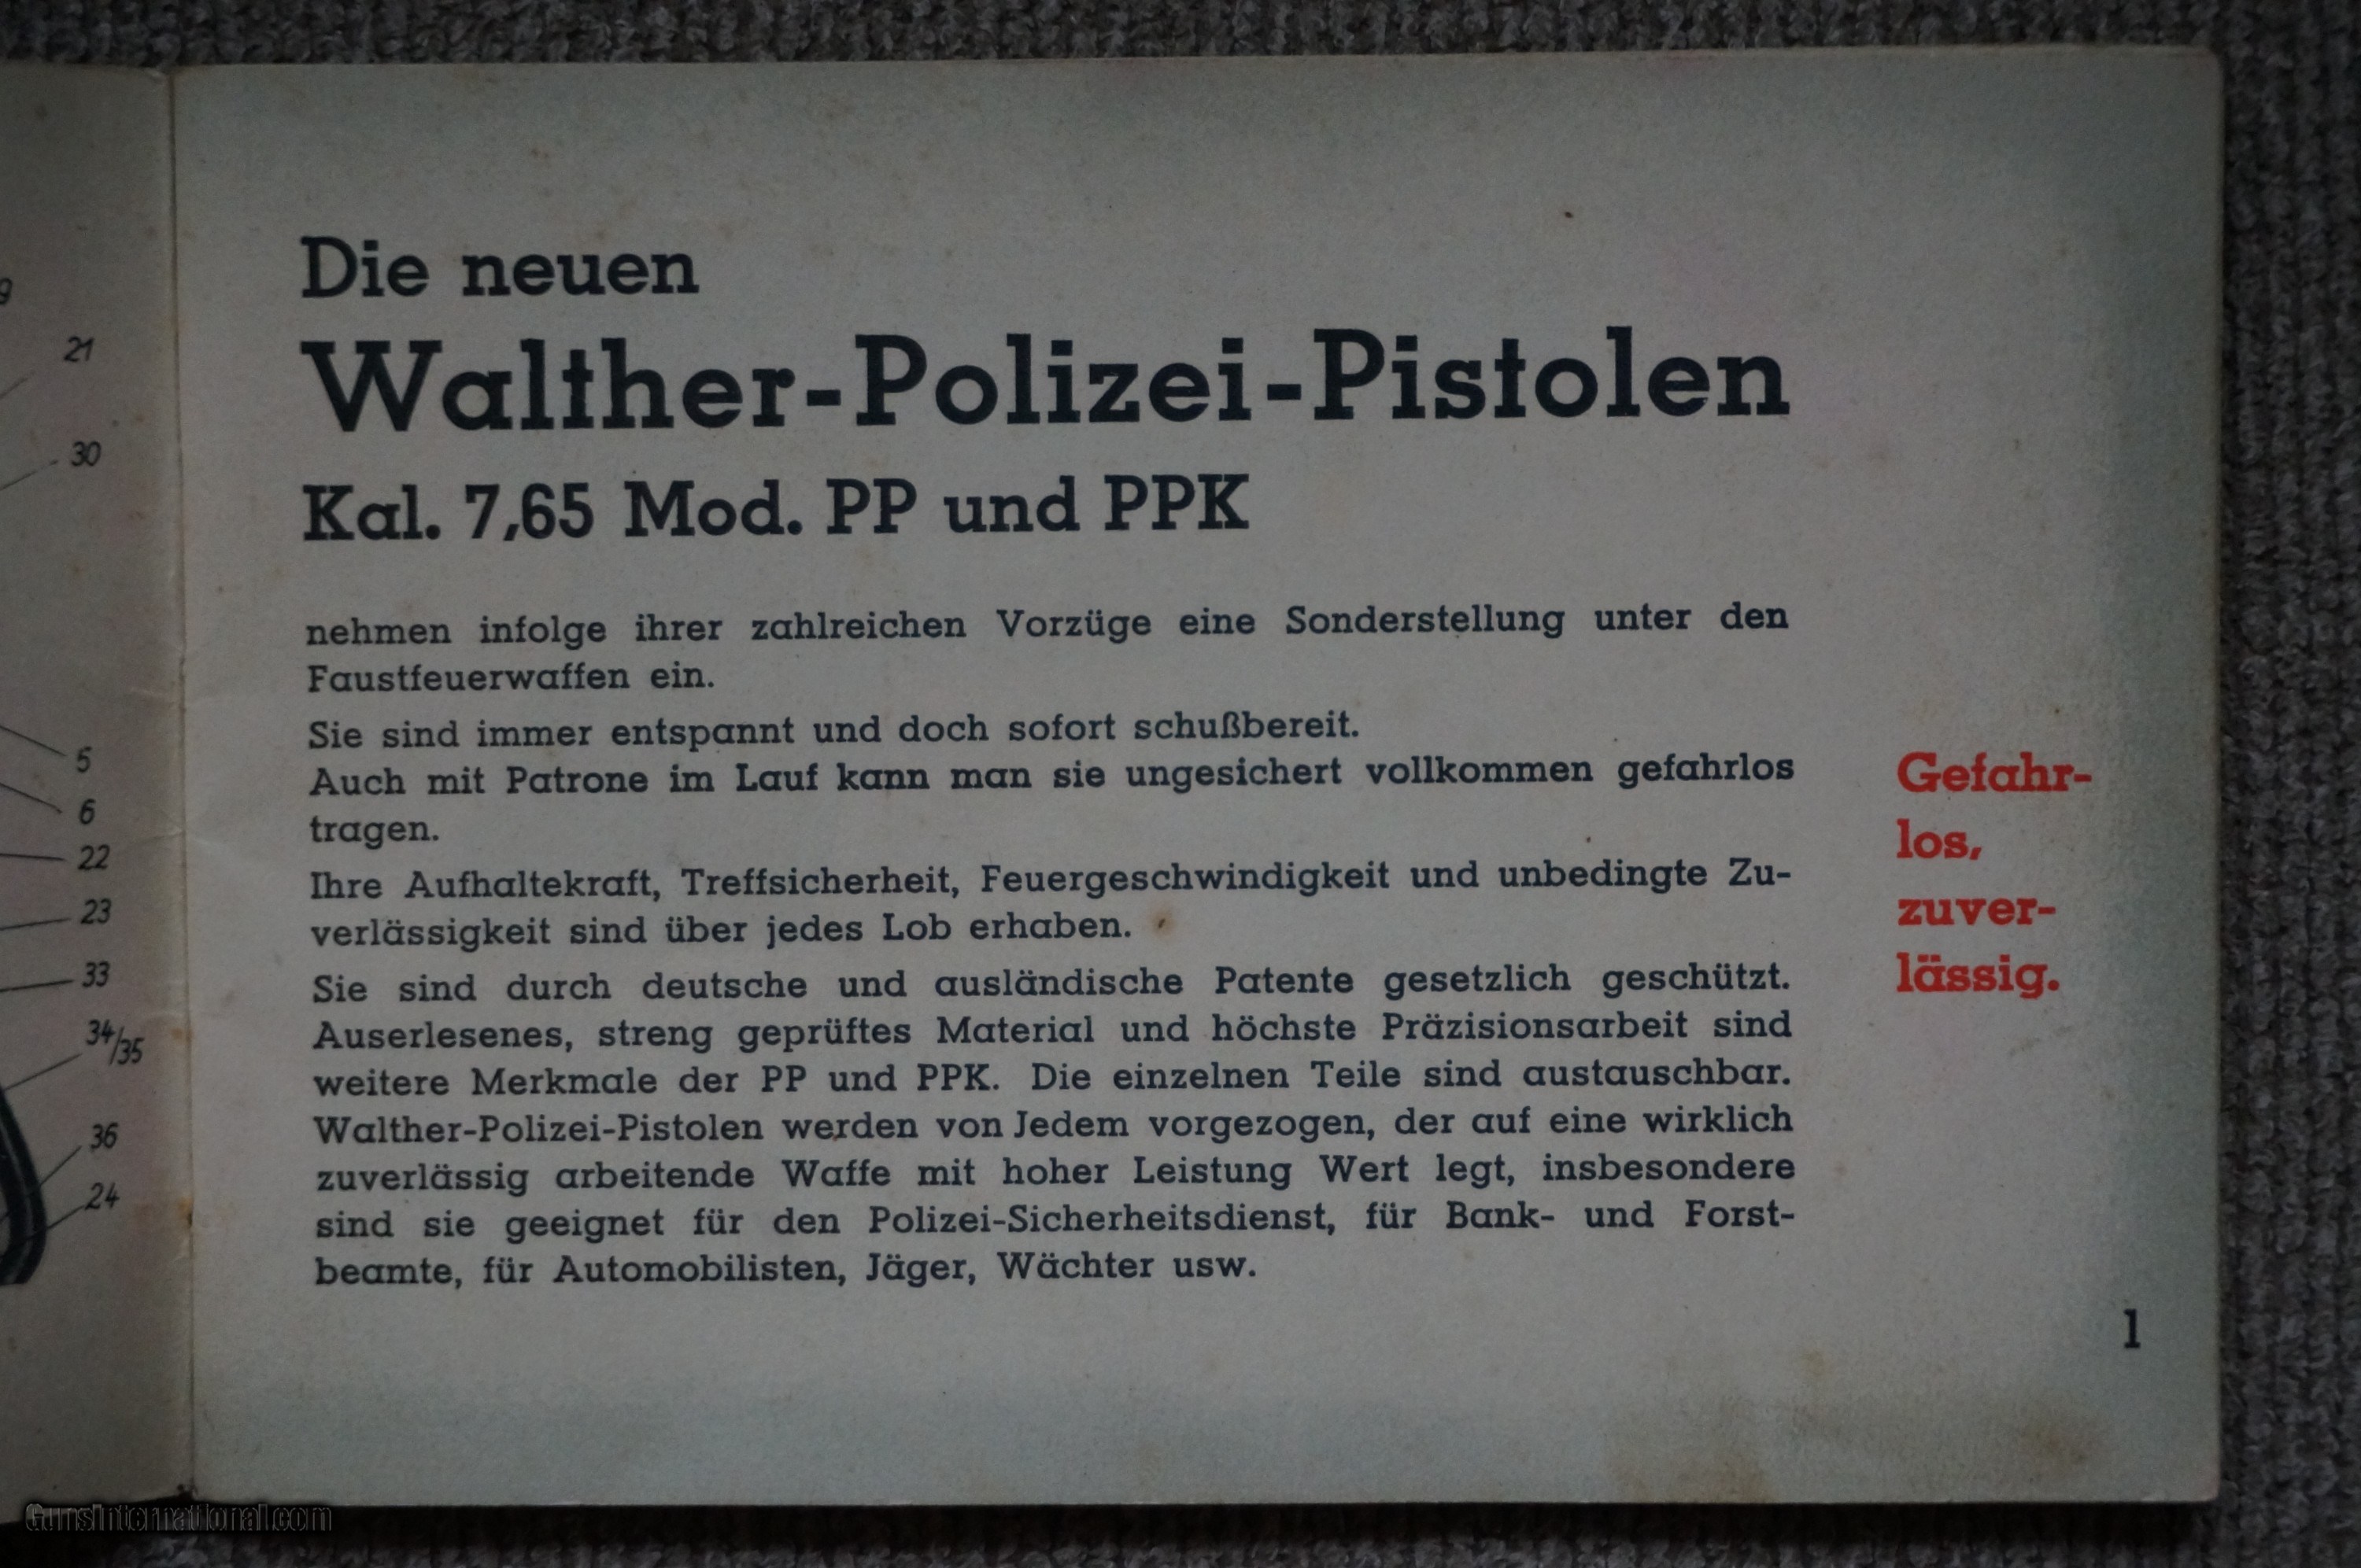 9
21
30
5
6
22
23
33
34/35
36
24
Die neuen
Walther-Polizei-Pistolen
Kal. 7,65 Mod. PP und PPK
nehmen infolge ihrer zahlreichen Vorzüge eine Sonderstellung unter den
Faustfeuerwaffen ein.
Sie sind immer entspannt und doch sofort schußbereit.
Auch mit Patrone im Lauf kann man sie ungesichert vollkommen gefahrlos
tragen.
Ihre Aufhaltekraft, Treffsicherheit, Feuergeschwindigkeit und unbedingte Zu-
verlässigkeit sind über jedes Lob erhaben.
Sie sind durch deutsche und ausländische Patente gesetzlich geschützt.
Auserlesenes, streng geprüftes Material und höchste Präzisionsarbeit sind
weitere Merkmale der PP und PPK. Die einzelnen Teile sind austauschbar.
Walther-Polizei-Pistolen werden von Jedem vorgezogen, der auf eine wirklich
zuverlässig arbeitende Waffe mit hoher Leistung Wert legt, insbesondere
sind sie geeignet für den Polizei-Sicherheitsdienst, für Bank- und Forst-
beamte, für Automobilisten, Jäger, Wächter usw.
Gefahr-
los,
zuver-
lässig.
1
GunsInternational.com